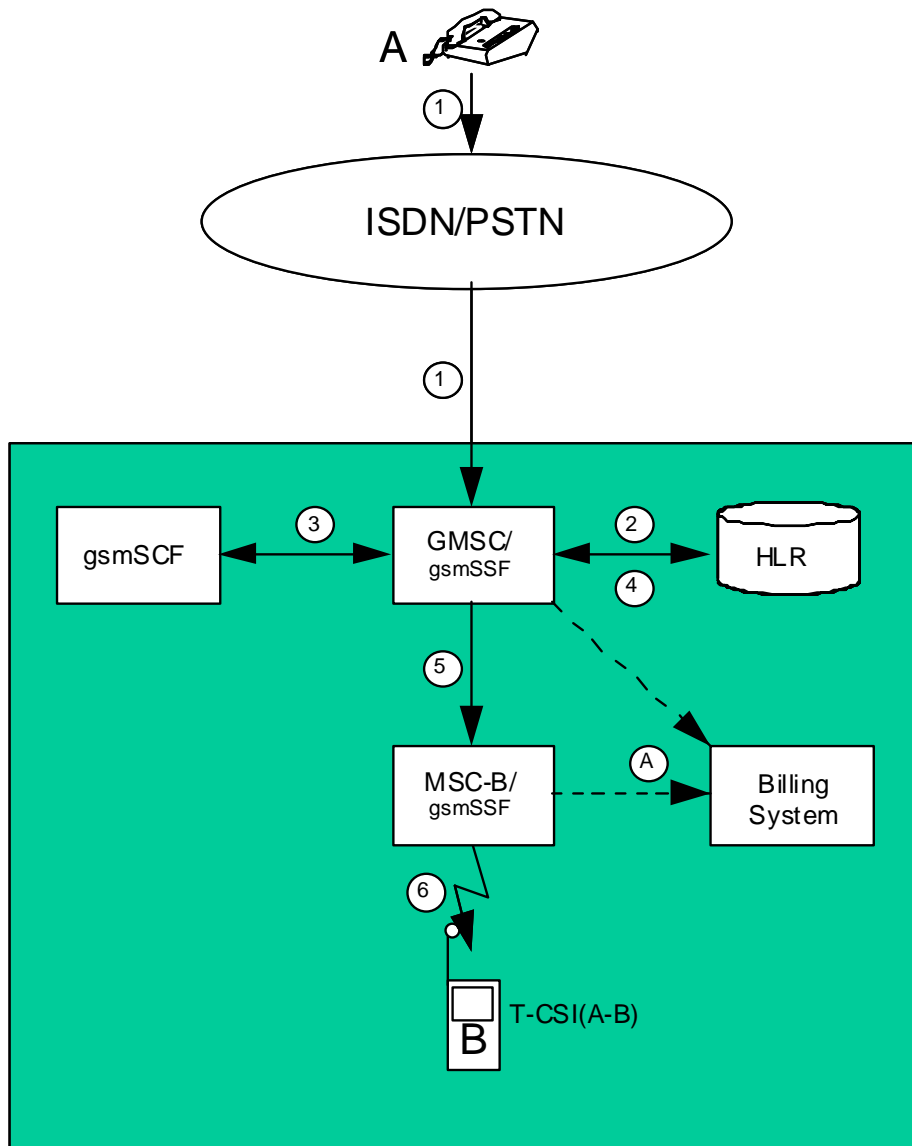 A
1
ISDN/PSTN
1
gsmSCF
3
GMSC/
gsmSSF
2
4
HLR
5
MSC-B/
gsmSSF
A
Billing
System
6
B
T-CSI(A-B)